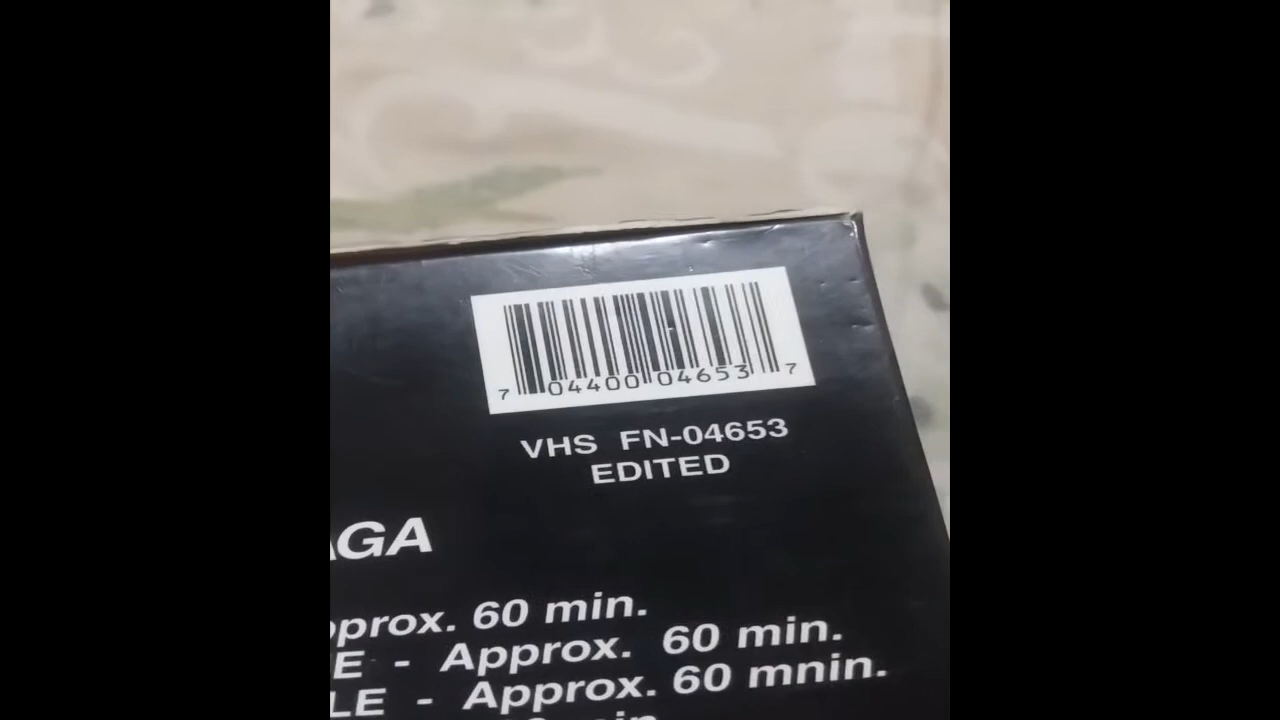 7 04400 04653 7
VHS FN-04653
EDITED
AGA
pprox. 60 min.
E - Approx. 60 min.
LE - Approx. 60 mnin.